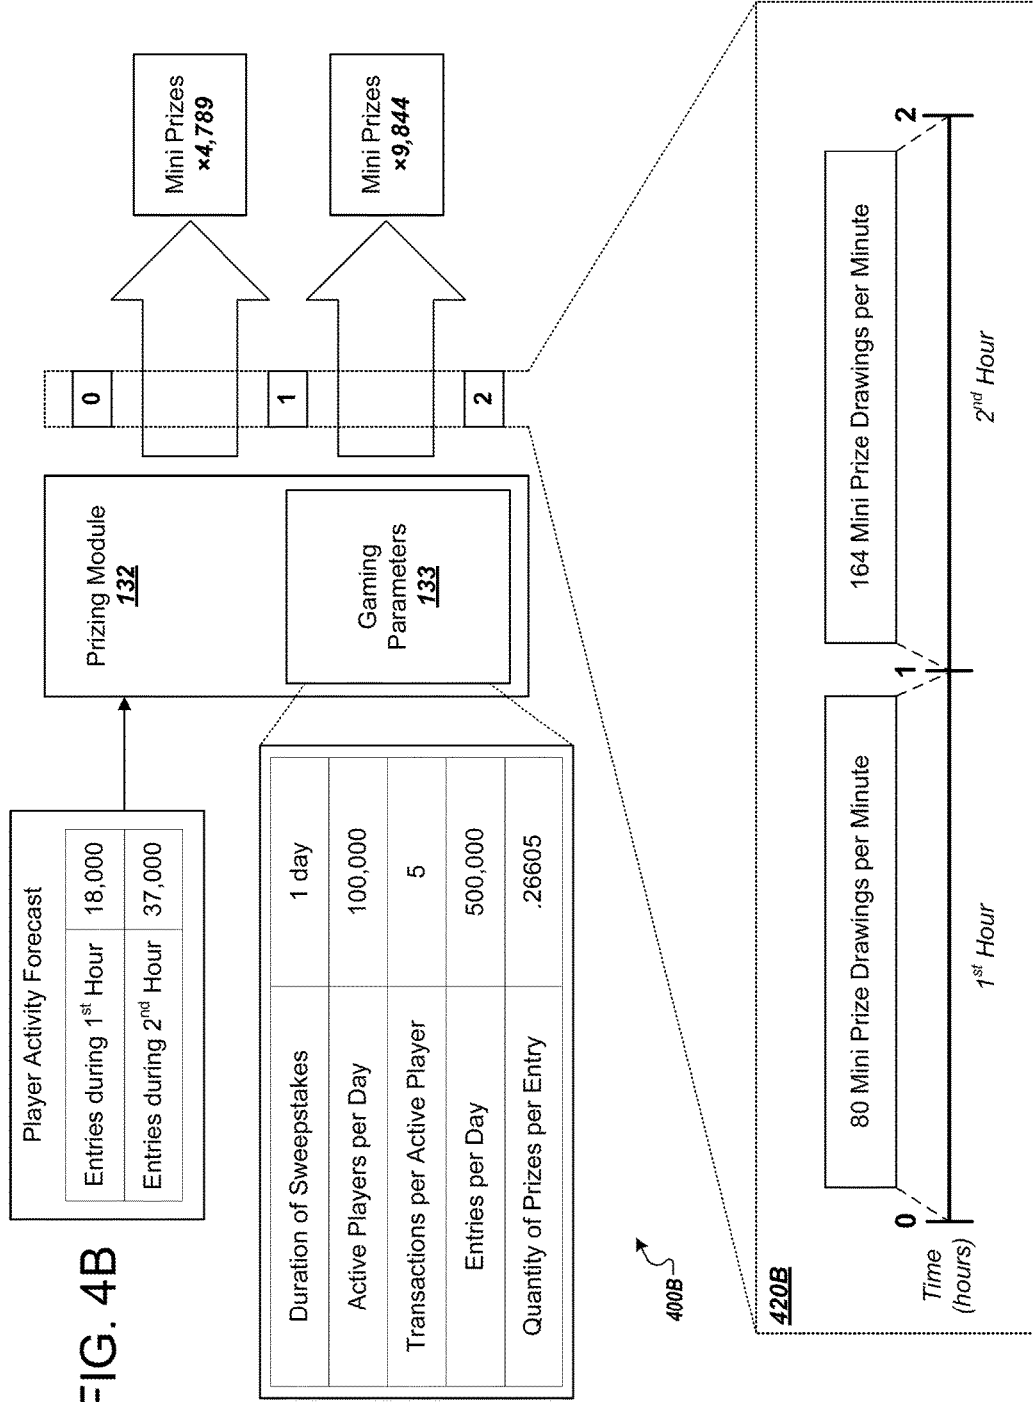 FIG. 4B
Player Activity Forecast
Entries during 1st Hour 18,000
Entries during 2nd Hour 37,000
Duration of Sweepstakes 1 day
Active Players per Day 100,000
Transactions per Active Player 5
Entries per Day 500,000
Quantity of Prizes per Entry .26605
Prizing Module
132
Gaming
Parameters
133
0
1
2
Mini Prizes
×4,789
Mini Prizes
×9,844
400B
420B
80 Mini Prize Drawings per Minute
164 Mini Prize Drawings per Minute
0
1
2
Time
(hours)
1st Hour
2nd Hour